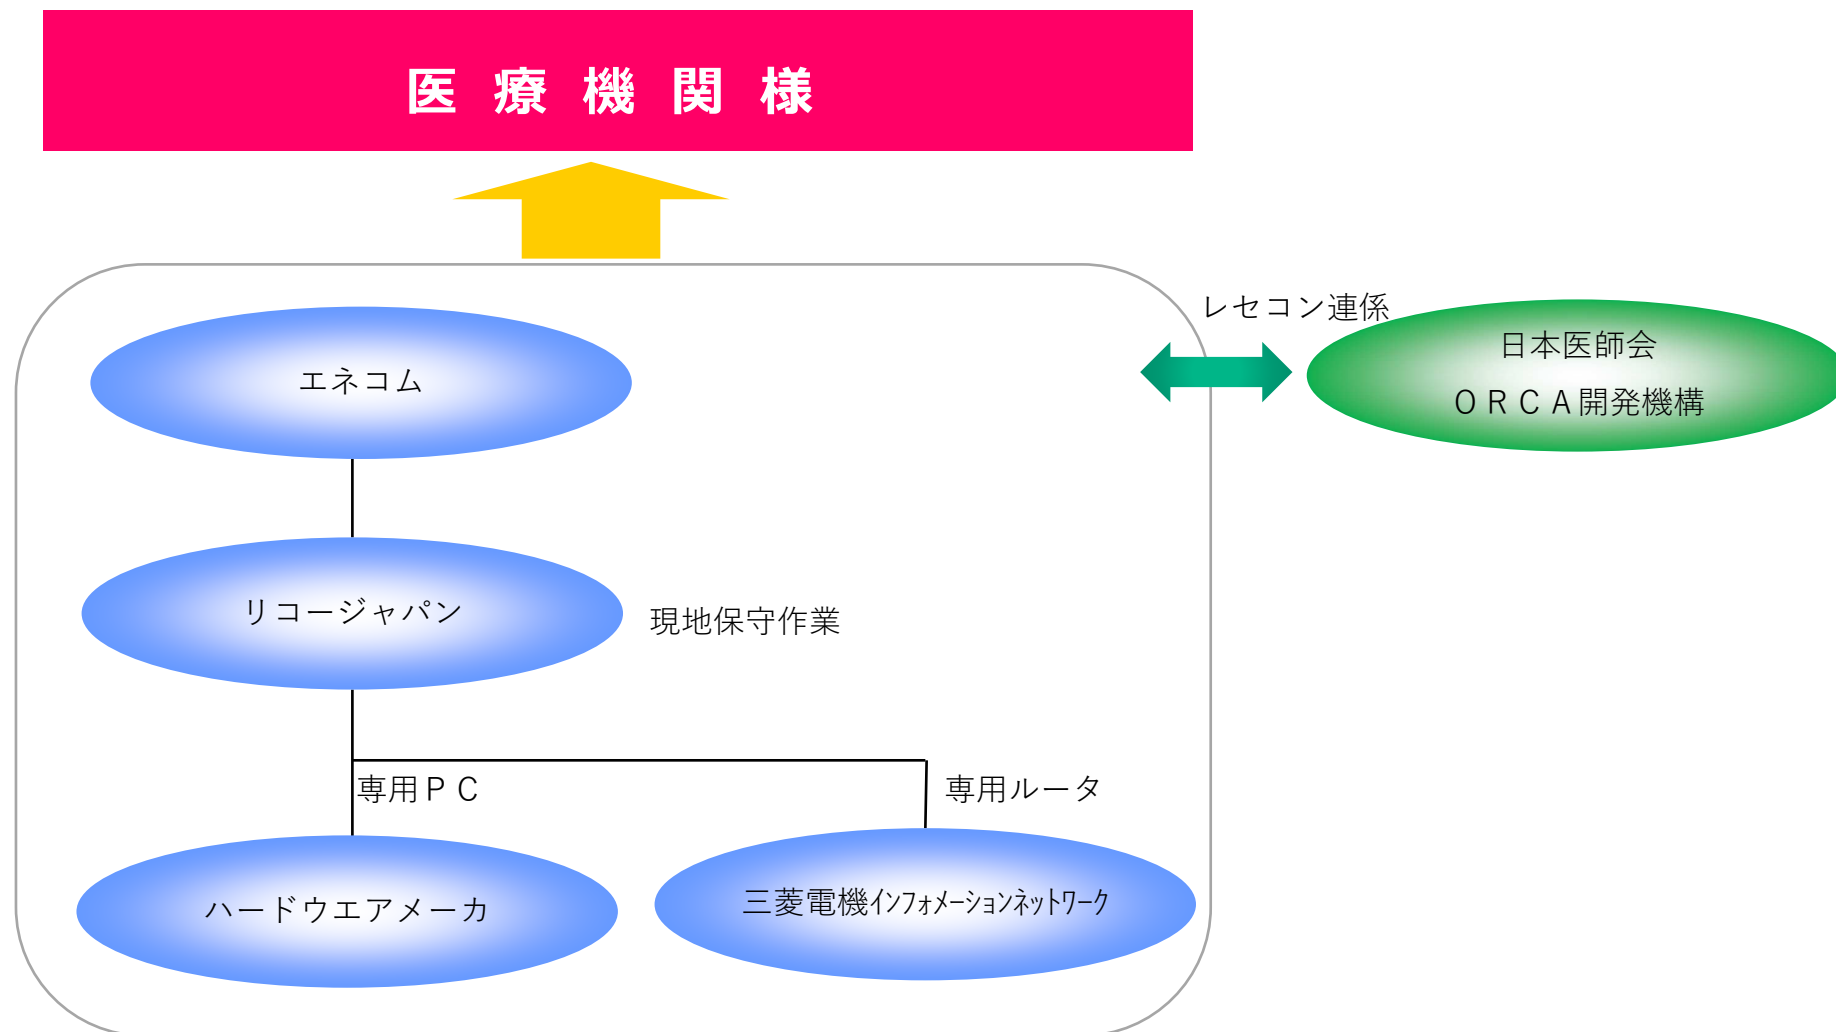 医療機関様
レセコン連係
日本医師会
ＯＲＣＡ開発機構
エネコム
リコージャパン
現地保守作業
専用ＰＣ
専用ルータ
ハードウエアメーカ
三菱電機ｲﾝﾌｫﾒｰｼｮﾝﾈｯﾄﾜｰｸ